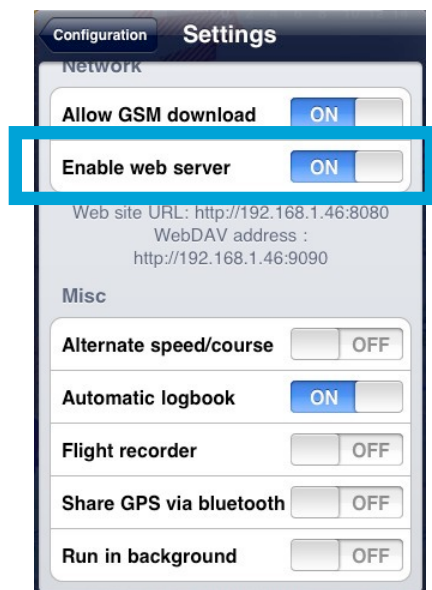 Configuration
Settings
Network
Allow GSM download ON
Enable web server ON
Web site URL: http://192.168.1.46:8080
WebDAV address :
http://192.168.1.46:9090
Misc
Alternate speed/course OFF
Automatic logbook ON
Flight recorder OFF
Share GPS via bluetooth OFF
Run in background OFF